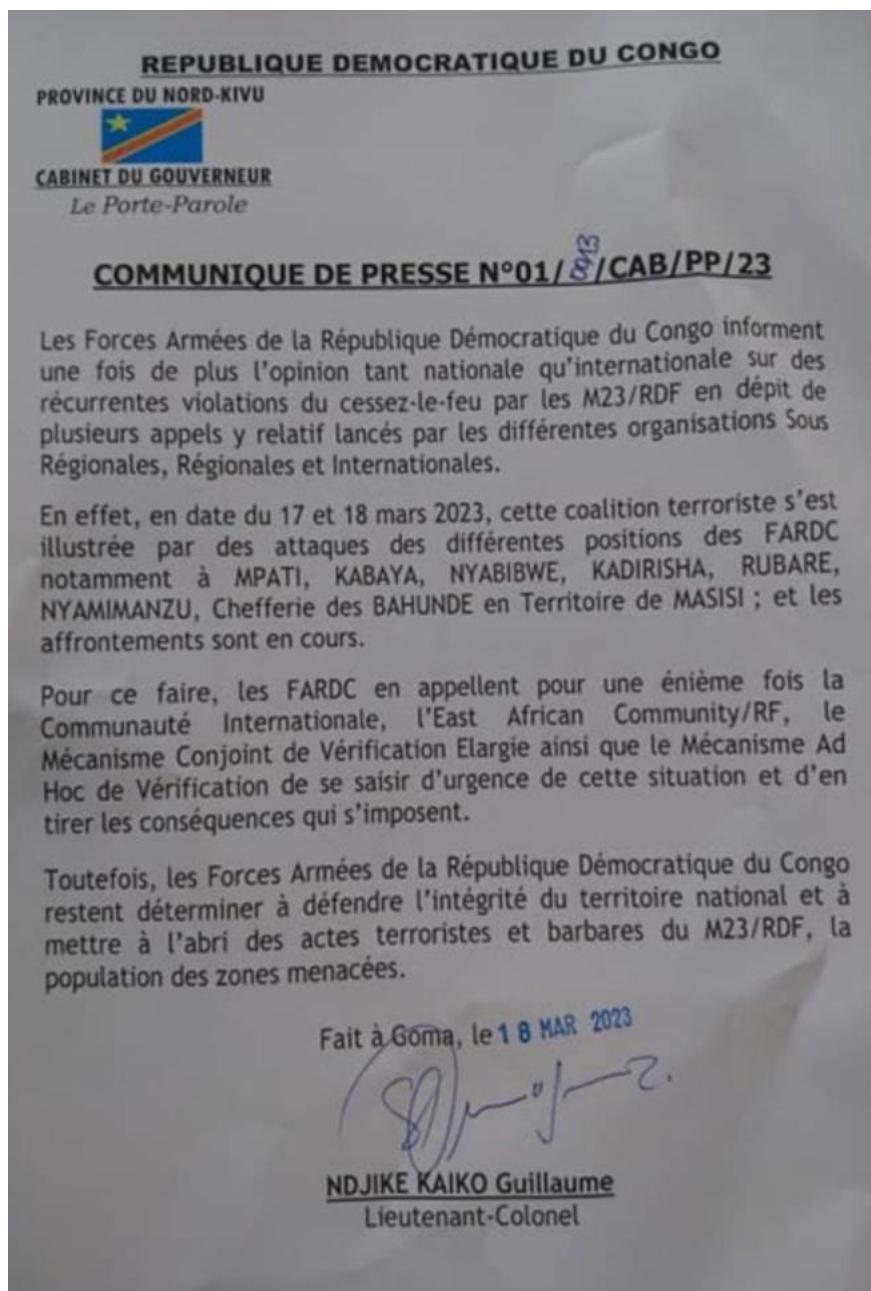 REPUBLIQUE DEMOCRATIQUE DU CONGO
PROVINCE DU NORD-KIVU
CABINET DU GOUVERNEUR
Le Porte-Parole
COMMUNIQUE DE PRESSE N°01/0013/CAB/PP/23
Les Forces Armées de la République Démocratique du Congo informent
une fois de plus l'opinion tant nationale qu'internationale sur des
récurrentes violations du cessez-le-feu par les M23/RDF en dépit de
plusieurs appels y relatif lancés par les différentes organisations Sous
Régionales, Régionales et Internationales.
En effet, en date du 17 et 18 mars 2023, cette coalition terroriste s'est
illustrée par des attaques des différentes positions des FARDC
notamment à MPATI, KABAYA, NYABIBWE, KADIRISHA, RUBARE,
NYAMIMANZU, Chefferie des BAHUNDE en Territoire de MASISI ; et les
affrontements sont en cours.
Pour ce faire, les FARDC en appellent pour une énième fois la
Communauté Internationale, l'East African Community/RF, le
Mécanisme Conjoint de Vérification Elargie ainsi que le Mécanisme Ad
Hoc de Vérification de se saisir d'urgence de cette situation et d'en
tirer les conséquences qui s'imposent.
Toutefois, les Forces Armées de la République Démocratique du Congo
restent déterminer à défendre l'intégrité du territoire national et à
mettre à l'abri des actes terroristes et barbares du M23/RDF, la
population des zones menacées.
Fait à Goma, le 18 MAR 2023
NDJIKE KAIKO Guillaume
Lieutenant-Colonel